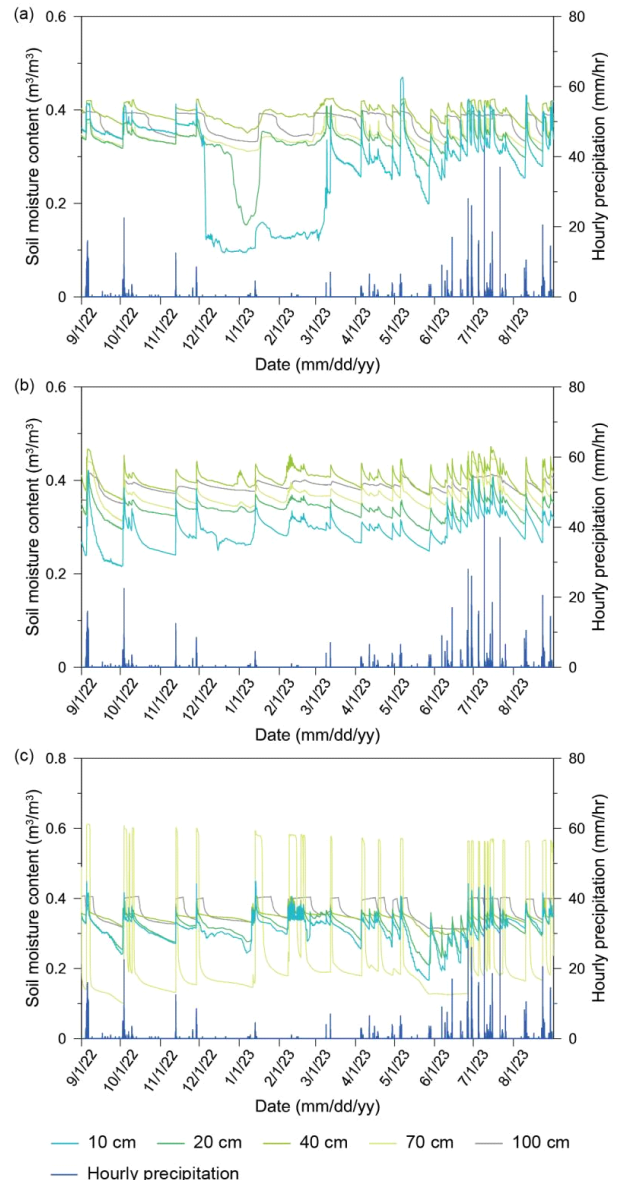 (a)
0.6
0.4
0.2
0
80
60
40
20
0
Soil moisture content (m³/m³)
Hourly precipitation (mm/hr)
9/1/22 10/1/22 11/1/22 12/1/22 1/1/23 2/1/23 3/1/23 4/1/23 5/1/23 6/1/23 7/1/23 8/1/23
Date (mm/dd/yy)
(b)
0.6
0.4
0.2
0
80
60
40
20
0
Soil moisture content (m³/m³)
Hourly precipitation (mm/hr)
9/1/22 10/1/22 11/1/22 12/1/22 1/1/23 2/1/23 3/1/23 4/1/23 5/1/23 6/1/23 7/1/23 8/1/23
Date (mm/dd/yy)
(c)
0.8
0.6
0.4
0.2
0
80
60
40
20
0
Soil moisture content (m³/m³)
Hourly precipitation (mm/hr)
9/1/22 10/1/22 11/1/22 12/1/22 1/1/23 2/1/23 3/1/23 4/1/23 5/1/23 6/1/23 7/1/23 8/1/23
Date (mm/dd/yy)
10 cm 20 cm 40 cm 70 cm 100 cm
Hourly precipitation